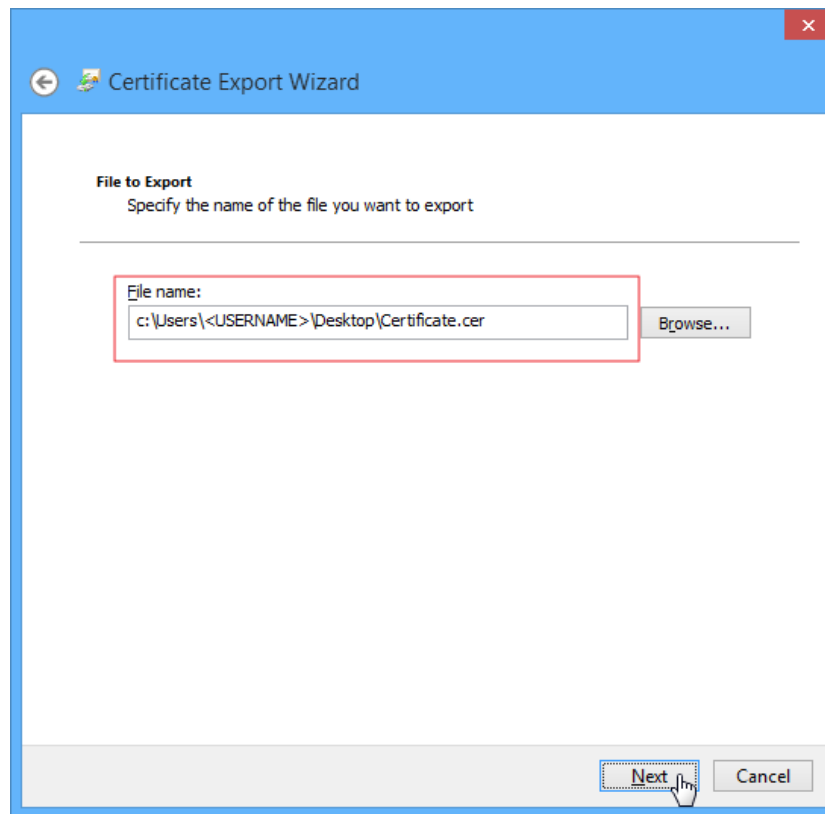 Certificate Export Wizard
File to Export
Specify the name of the file you want to export
File name:
c:\Users\<USERNAME>\Desktop\Certificate.cer
Browse...
Next
Cancel